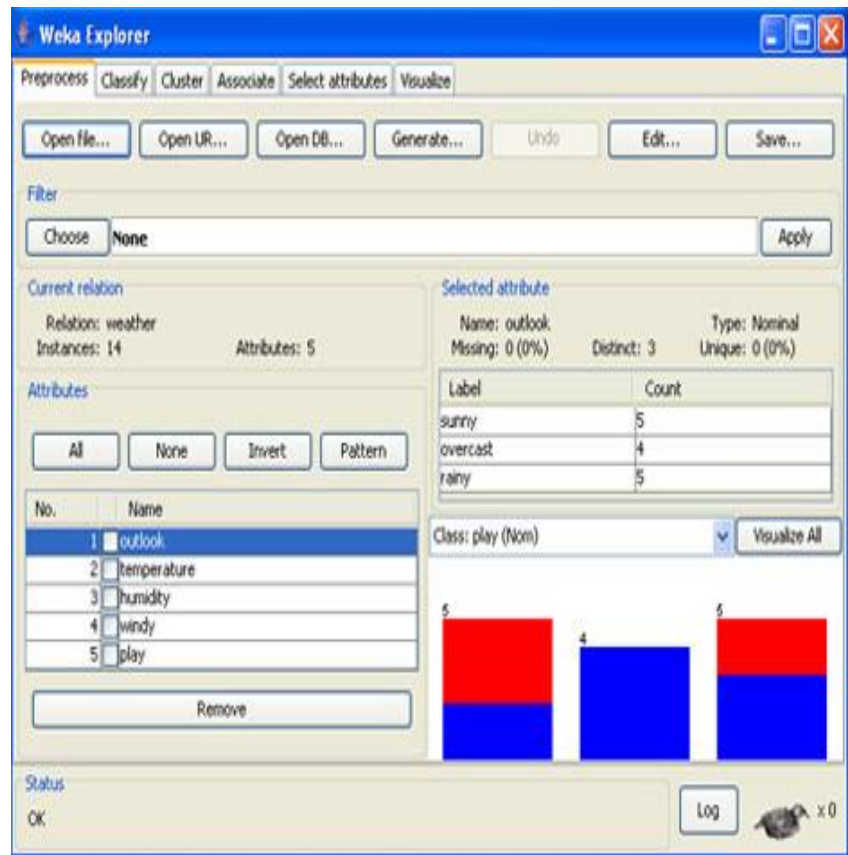 Weka Explorer
Preprocess Classify Cluster Associate Select attributes Visualize
Open file... Open UR... Open DB... Generate... Undo Edit... Save...
Filter
Choose None Apply
Current relation
Relation: weather
Instances: 14 Attributes: 5
Selected attribute
Name: outlook Type: Nominal
Missing: 0 (0%) Distinct: 3 Unique: 0 (0%)
Label Count
sunny 5
overcast 4
rainy 5
Attributes
All None Invert Pattern
No. Name
1 outlook
2 temperature
3 humidity
4 windy
5 play
Remove
Class: play (Nom) Visualize All
5 4 5
Status
OK
Log x 0